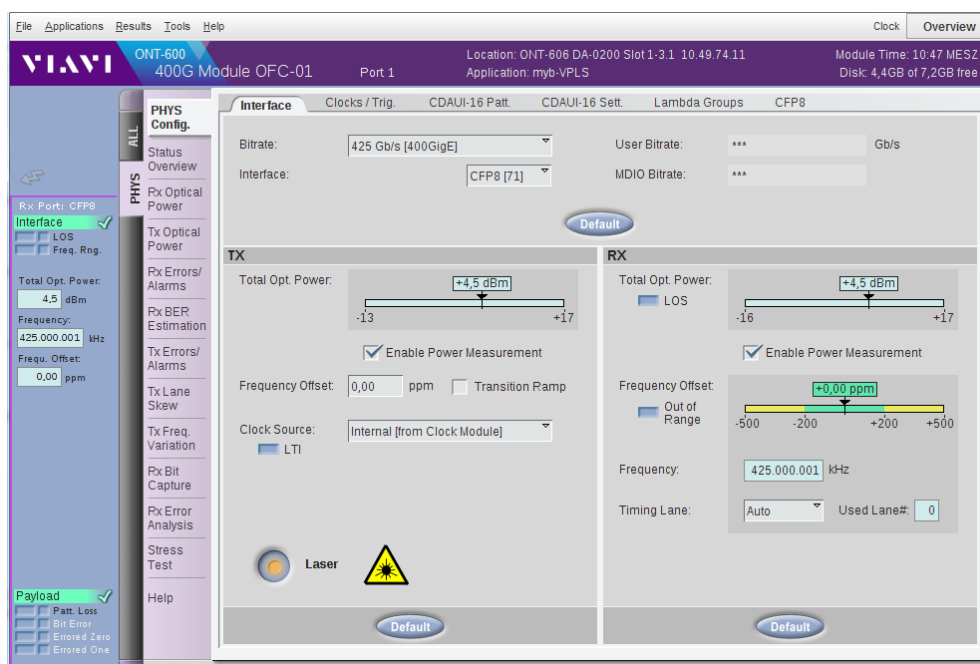 File Applications Results Tools Help Clock Overview
VIAVI
ONT-600
400G Module OFC-01 Port 1
Location: ONT-606 DA-0200 Slot 1-3.1 10.49.74.11
Application: myb-VPLS
Module Time: 10:47 MESZ
Disk: 4,4GB of 7,2GB free
Rx Port: CFP8
Interface
LOS
Freq. Rng.
Total Opt. Power:
4,5 dBm
Frequency:
425.000.001 kHz
Frequ. Offset:
0,00 ppm
Payload
Patt. Loss
Bit Error
Errored Zero
Errored One
ALL
PHYS
PHYS
Config.
Status
Overview
Rx Optical
Power
Tx Optical
Power
Rx Errors/
Alarms
Rx BER
Estimation
Tx Errors/
Alarms
Tx Lane
Skew
Tx Freq.
Variation
Rx Bit
Capture
Rx Error
Analysis
Stress
Test
Help
Interface Clocks / Trig. CDAUI-16 Patt. CDAUI-16 Sett. Lambda Groups CFP8
Bitrate: 425 Gb/s [400GigE] User Bitrate: *** Gb/s
Interface: CFP8 [71] MDIO Bitrate: ***
Default
TX
Total Opt. Power: +4,5 dBm
-13 +17
Enable Power Measurement
Frequency Offset: 0,00 ppm Transition Ramp
Clock Source: Internal [from Clock Module]
LTI
Laser
Default
RX
Total Opt. Power: +4,5 dBm
LOS
-16 +17
Enable Power Measurement
Frequency Offset: +0,00 ppm
Out of
Range
-500 -200 +200 +500
Frequency: 425.000.001 kHz
Timing Lane: Auto Used Lane#: 0
Default